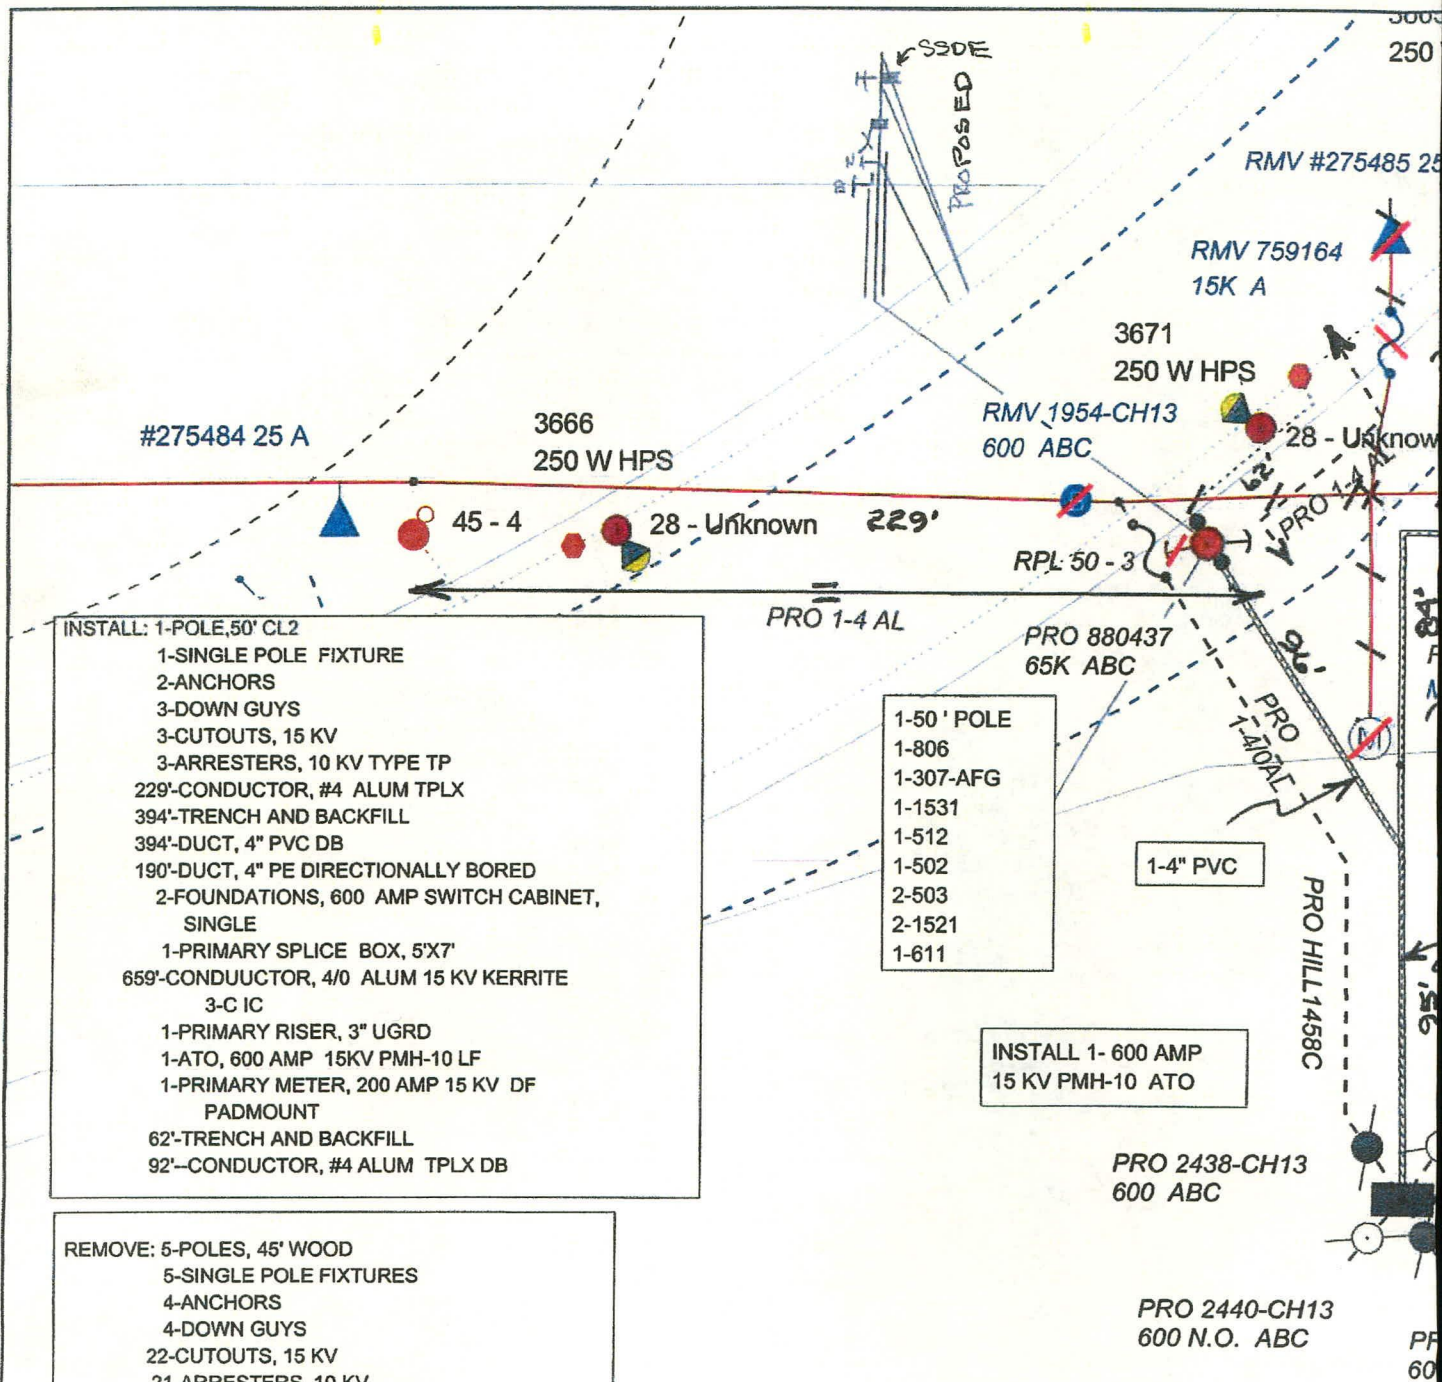 250
SSDE
PROPOSED
RMV #275485 25
RMV 759164
15K A
3671
250 W HPS
#275484 25 A
3666
250 W HPS
RMV 1954-CH13
600 ABC
28 - Unknow
62'
PRO 1-4 AL
45 - 4
28 - Unknown
229'
RPL 50 - 3
PRO 1-4 AL
PRO 880437
65K ABC
96'
84'
PRO
1-4/0AL
M
INSTALL: 1-POLE,50' CL2
1-SINGLE POLE FIXTURE
2-ANCHORS
3-DOWN GUYS
3-CUTOUTS, 15 KV
3-ARRESTERS, 10 KV TYPE TP
229'-CONDUCTOR, #4 ALUM TPLX
394'-TRENCH AND BACKFILL
394'-DUCT, 4" PVC DB
190'-DUCT, 4" PE DIRECTIONALLY BORED
2-FOUNDATIONS, 600 AMP SWITCH CABINET,
SINGLE
1-PRIMARY SPLICE BOX, 5'X7'
659'-CONDUUCTOR, 4/0 ALUM 15 KV KERRITE
3-C IC
1-PRIMARY RISER, 3" UGRD
1-ATO, 600 AMP 15KV PMH-10 LF
1-PRIMARY METER, 200 AMP 15 KV DF
PADMOUNT
62'-TRENCH AND BACKFILL
92'--CONDUCTOR, #4 ALUM TPLX DB
1-50 ' POLE
1-806
1-307-AFG
1-1531
1-512
1-502
2-503
2-1521
1-611
1-4" PVC
PRO HILL1458C
95'
INSTALL 1- 600 AMP
15 KV PMH-10 ATO
PRO 2438-CH13
600 ABC
PRO 2440-CH13
600 N.O. ABC
REMOVE: 5-POLES, 45' WOOD
5-SINGLE POLE FIXTURES
4-ANCHORS
4-DOWN GUYS
22-CUTOUTS, 15 KV
21-ARRESTERS, 10 KV